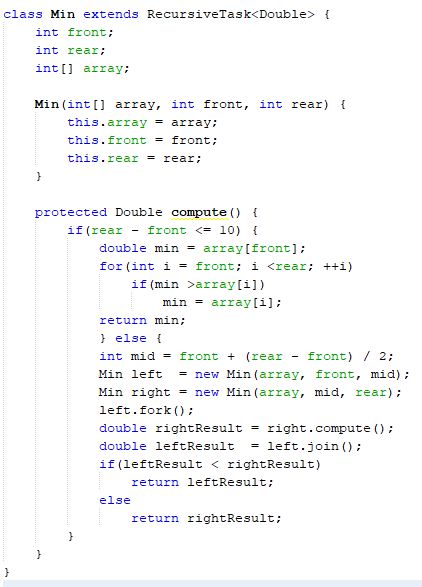 class Min extends RecursiveTask<Double> {
    int front;
    int rear;
    int[] array;

    Min(int[] array, int front, int rear) {
        this.array = array;
        this.front = front;
        this.rear = rear;
    }

    protected Double compute() {
        if(rear - front <= 10) {
            double min = array[front];
            for(int i = front; i <rear; ++i)
                if(min >array[i])
                    min = array[i];
            return min;
            } else {
            int mid = front + (rear - front) / 2;
            Min left  = new Min(array, front, mid);
            Min right = new Min(array, mid, rear);
            left.fork();
            double rightResult = right.compute();
            double leftResult  = left.join();
            if(leftResult < rightResult)
                return leftResult;
            else
                return rightResult;
        }
    }
}